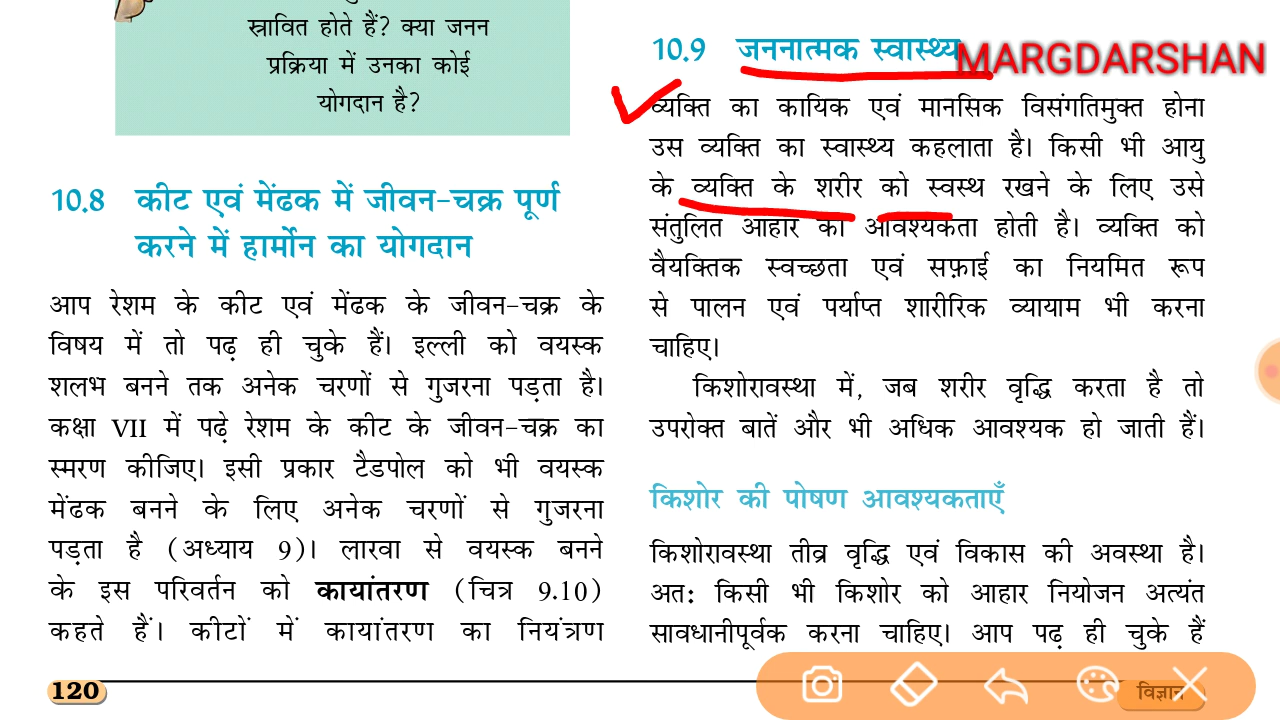 स्रावित होते हैं? क्या जनन
प्रक्रिया में उनका कोई
योगदान है?
10.8 कीट एवं मेंढक में जीवन-चक्र पूर्ण
करने में हार्मोन का योगदान
आप रेशम के कीट एवं मेंढक के जीवन-चक्र के
विषय में तो पढ़ ही चुके हैं। इल्ली को वयस्क
शलभ बनने तक अनेक चरणों से गुजरना पड़ता है।
कक्षा VII में पढ़े रेशम के कीट के जीवन-चक्र का
स्मरण कीजिए। इसी प्रकार टैडपोल को भी वयस्क
मेंढक बनने के लिए अनेक चरणों से गुजरना
पड़ता है (अध्याय 9)। लारवा से वयस्क बनने
के इस परिवर्तन को कायांतरण (चित्र 9.10)
कहते हैं। कीटों में कायांतरण का नियंत्रण
120
10.9 जननात्मक स्वास्थ्य
MARGDARSHAN
व्यक्ति का कायिक एवं मानसिक विसंगतिमुक्त होना
उस व्यक्ति का स्वास्थ्य कहलाता है। किसी भी आयु
के व्यक्ति के शरीर को स्वस्थ रखने के लिए उसे
संतुलित आहार की आवश्यकता होती है। व्यक्ति को
वैयक्तिक स्वच्छता एवं सफ़ाई का नियमित रूप
से पालन एवं पर्याप्त शारीरिक व्यायाम भी करना
चाहिए।
किशोरावस्था में, जब शरीर वृद्धि करता है तो
उपरोक्त बातें और भी अधिक आवश्यक हो जाती हैं।
किशोर की पोषण आवश्यकताएँ
किशोरावस्था तीव्र वृद्धि एवं विकास की अवस्था है।
अतः किसी भी किशोर को आहार नियोजन अत्यंत
सावधानीपूर्वक करना चाहिए। आप पढ़ ही चुके हैं
विज्ञान